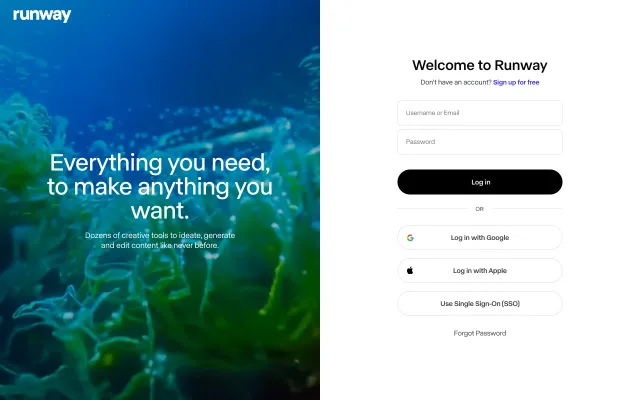 runway
Everything you need,
to make anything you
want.
Dozens of creative tools to ideate, generate
and edit content like never before.
Welcome to Runway
Don't have an account? Sign up for free
Username or Email
Password
Log in
OR
Log in with Google
Log in with Apple
Use Single Sign-On (SSO)
Forgot Password